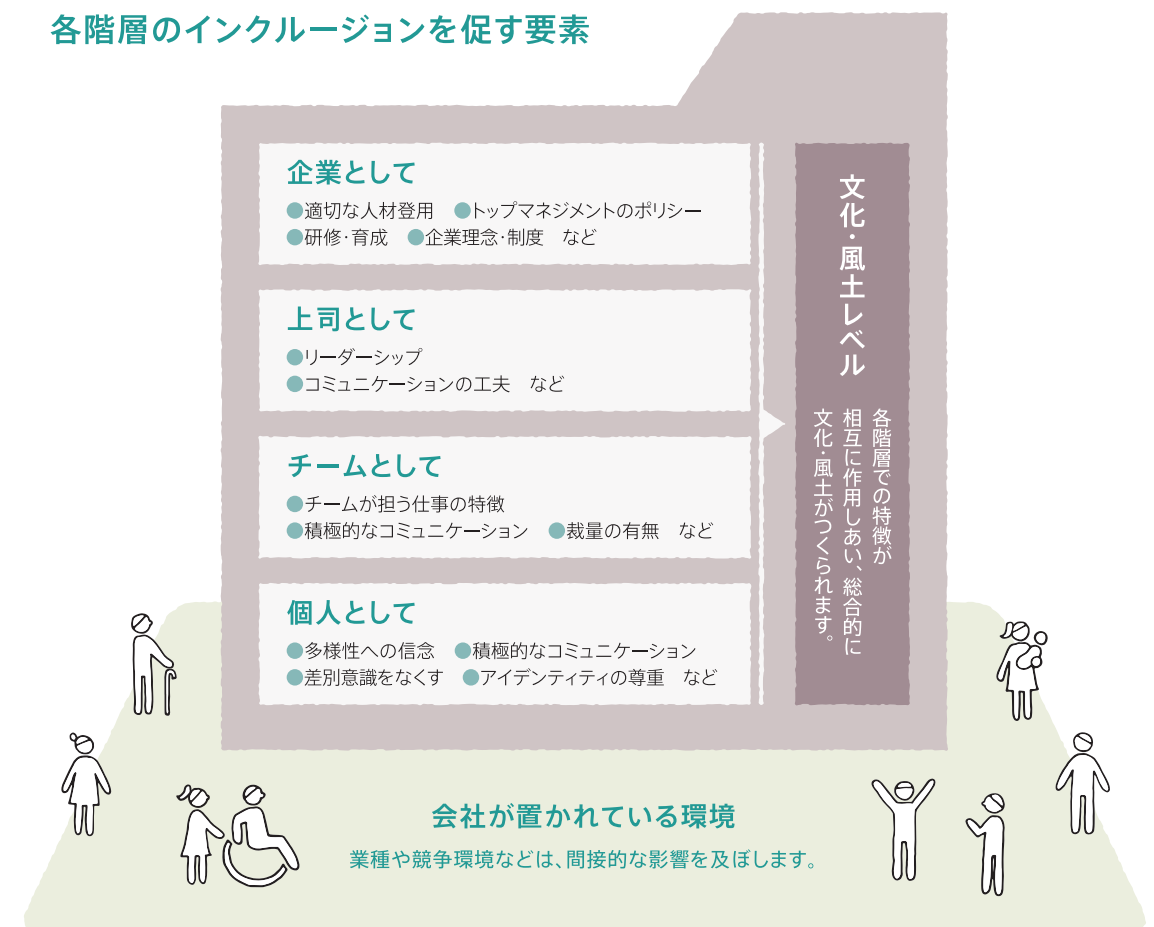 各階層のインクルージョンを促す要素
企業として
●適切な人材登用　●トップマネジメントのポリシー
●研修・育成　●企業理念・制度　など
上司として
●リーダーシップ
●コミュニケーションの工夫　など
チームとして
●チームが担う仕事の特徴
●積極的なコミュニケーション　●裁量の有無　など
個人として
●多様性への信念　●積極的なコミュニケーション
●差別意識をなくす　●アイデンティティの尊重　など
文化・風土レベル
各階層での特徴が
相互に作用しあい、総合的に
文化・風土がつくられます。
会社が置かれている環境
業種や競争環境などは、間接的な影響を及ぼします。